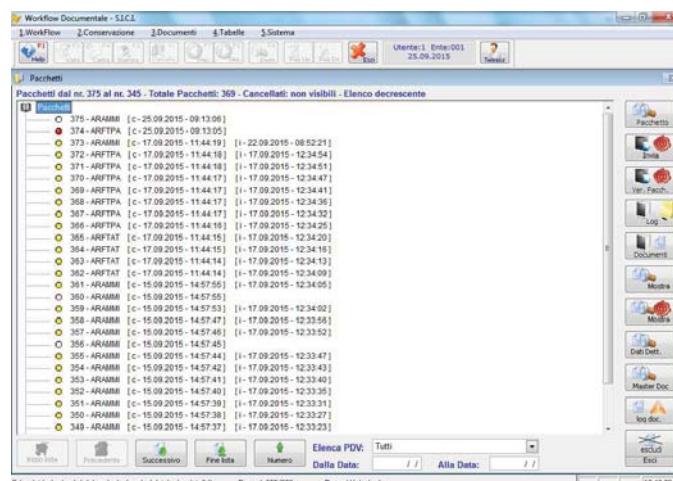 Workflow Documentale - S.I.C.I.
1.WorkFlow 2.Conservazione 3.Documenti 4.Tabelle 5.Sistema
F1
Help
Esci
Utente:1 Ente:001
25.09.2015
Pacchetti
Pacchetti dal nr. 375 al nr. 345 - Totale Pacchetti: 369 - Cancellati: non visibili - Elenco decrescente
Pacchetti
375 - ARAMMI [c - 25.09.2015 - 09:13:06]
374 - ARFTPA [c - 25.09.2015 - 09:13:05]
373 - ARAMMI [c - 17.09.2015 - 11:44:19] [i - 22.09.2015 - 08:52:21]
372 - ARFTPA [c - 17.09.2015 - 11:44:18] [i - 17.09.2015 - 12:34:54]
371 - ARFTPA [c - 17.09.2015 - 11:44:18] [i - 17.09.2015 - 12:34:51]
370 - ARFTPA [c - 17.09.2015 - 11:44:17] [i - 17.09.2015 - 12:34:47]
369 - ARFTPA [c - 17.09.2015 - 11:44:17] [i - 17.09.2015 - 12:34:41]
368 - ARFTPA [c - 17.09.2015 - 11:44:17] [i - 17.09.2015 - 12:34:36]
367 - ARFTPA [c - 17.09.2015 - 11:44:17] [i - 17.09.2015 - 12:34:32]
366 - ARFTPA [c - 17.09.2015 - 11:44:16] [i - 17.09.2015 - 12:34:25]
365 - ARFTAT [c - 17.09.2015 - 11:44:15] [i - 17.09.2015 - 12:34:20]
364 - ARFTAT [c - 17.09.2015 - 11:44:15] [i - 17.09.2015 - 12:34:16]
363 - ARFTAT [c - 17.09.2015 - 11:44:14] [i - 17.09.2015 - 12:34:13]
362 - ARFTAT [c - 17.09.2015 - 11:44:14] [i - 17.09.2015 - 12:34:09]
361 - ARAMMI [c - 15.09.2015 - 14:57:55] [i - 17.09.2015 - 12:34:05]
360 - ARAMMI [c - 15.09.2015 - 14:57:55]
359 - ARAMMI [c - 15.09.2015 - 14:57:53] [i - 17.09.2015 - 12:34:02]
358 - ARAMMI [c - 15.09.2015 - 14:57:47] [i - 17.09.2015 - 12:33:56]
357 - ARAMMI [c - 15.09.2015 - 14:57:46] [i - 17.09.2015 - 12:33:52]
356 - ARAMMI [c - 15.09.2015 - 14:57:45]
355 - ARAMMI [c - 15.09.2015 - 14:57:44] [i - 17.09.2015 - 12:33:47]
354 - ARAMMI [c - 15.09.2015 - 14:57:42] [i - 17.09.2015 - 12:33:43]
353 - ARAMMI [c - 15.09.2015 - 14:57:41] [i - 17.09.2015 - 12:33:40]
352 - ARAMMI [c - 15.09.2015 - 14:57:40] [i - 17.09.2015 - 12:33:35]
351 - ARAMMI [c - 15.09.2015 - 14:57:39] [i - 17.09.2015 - 12:33:31]
350 - ARAMMI [c - 15.09.2015 - 14:57:38] [i - 17.09.2015 - 12:33:27]
349 - ARAMMI [c - 15.09.2015 - 14:57:37] [i - 17.09.2015 - 12:33:23]
Pacchetto
Invia
Ver. Pacch.
Log
Documenti
Mostra
Mostra
Dati Dett.
Master Doc
log doc.
escludi
Esci
Inizio lista Precedente Successivo Fine lista Numero
Elenca PDV: Tutti
Dalla Data: / / Alla Data: / /